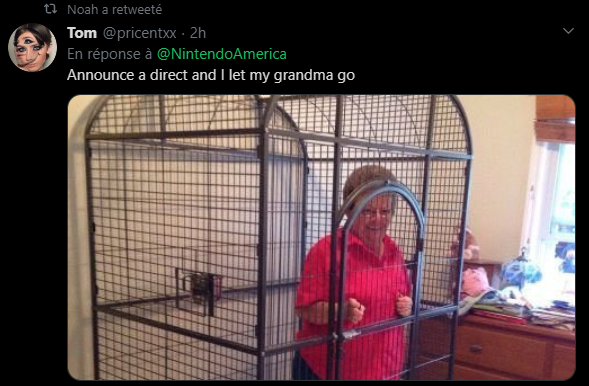 Noah a retweeté
Tom @pricentxx · 2h
En réponse à @NintendoAmerica
Announce a direct and I let my grandma go